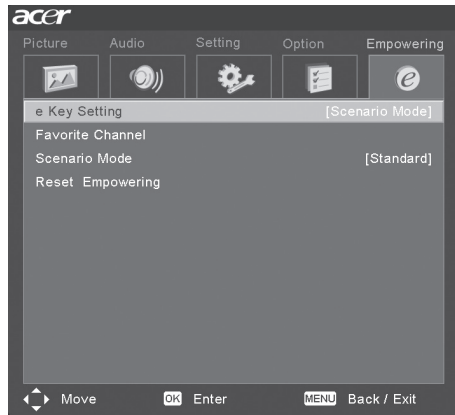 acer
Picture Audio Setting Option Empowering
e
e Key Setting [Scenario Mode]
Favorite Channel
Scenario Mode [Standard]
Reset Empowering
Move OK Enter MENU Back / Exit